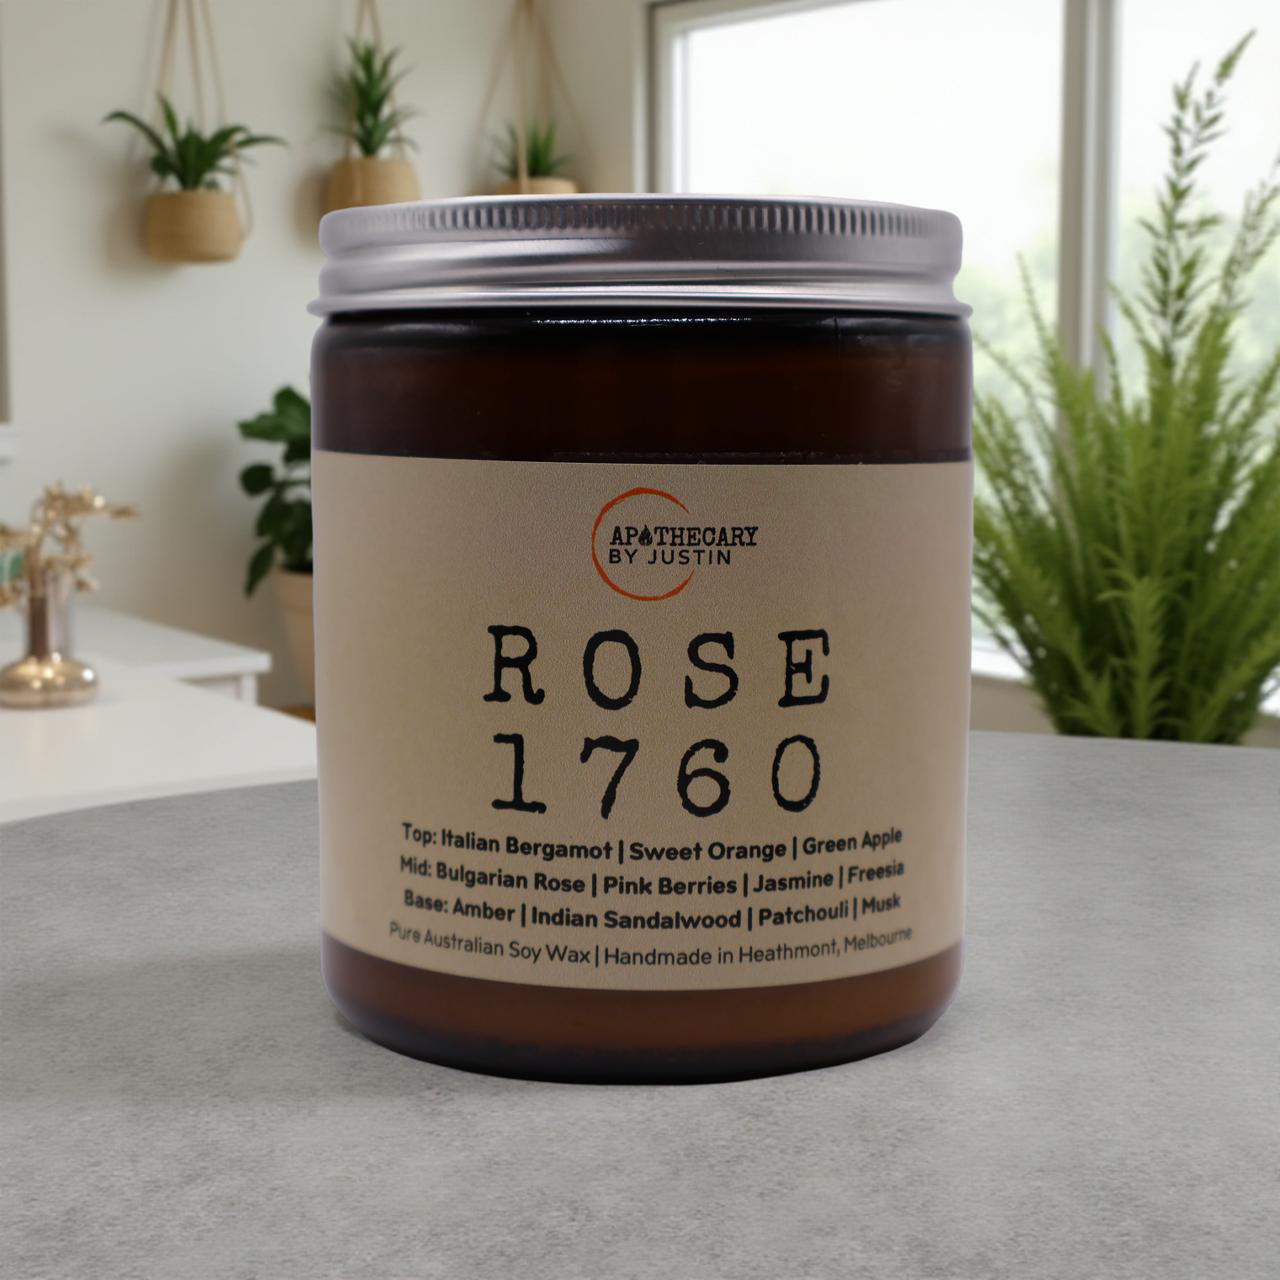 APOTHECARY
BY JUSTIN
ROSE
1760
Top: Italian Bergamot | Sweet Orange | Green Apple
Mid: Bulgarian Rose | Pink Berries | Jasmine | Freesia
Base: Amber | Indian Sandalwood | Patchouli | Musk
Pure Australian Soy Wax | Handmade in Heathmont, Melbourne